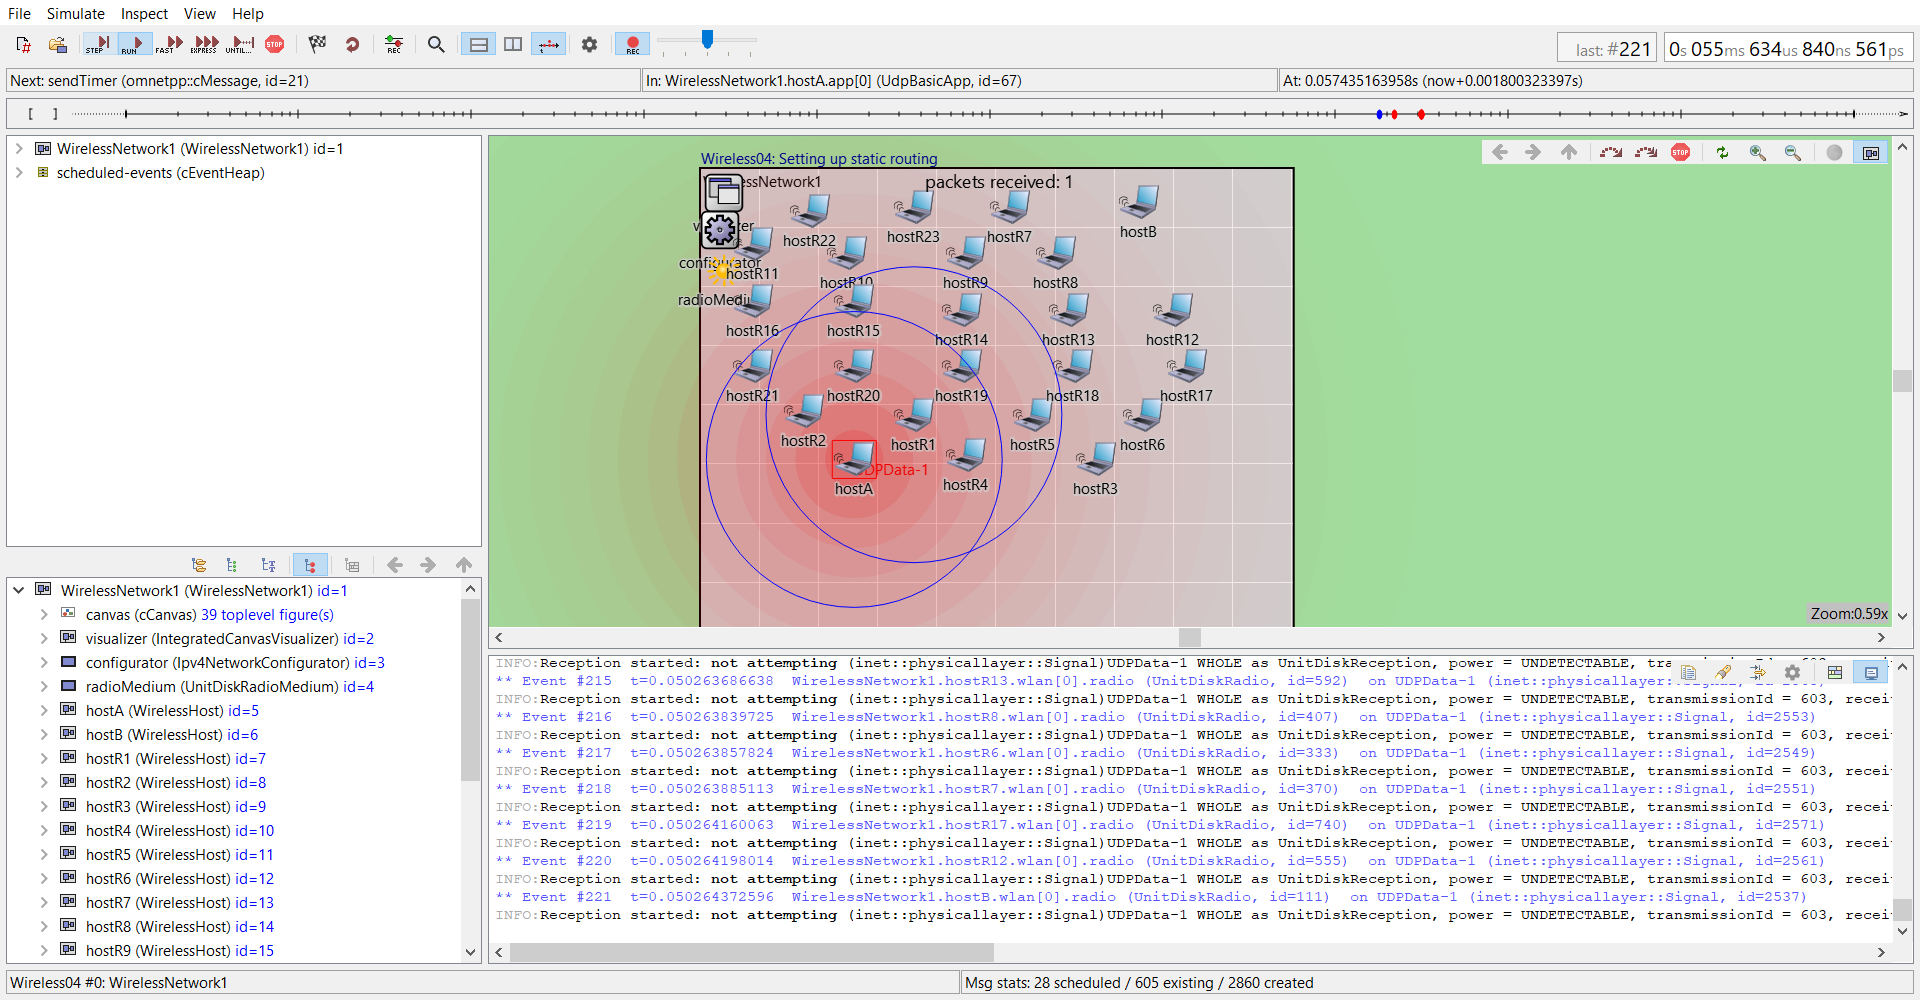 File Simulate Inspect View Help
STEP RUN FAST EXPRESS UNTIL... STOP REC REC last: #221 0s 055ms 634us 840ns 561ps
Next: sendTimer (omnetpp::cMessage, id=21) In: WirelessNetwork1.hostA.app[0] (UdpBasicApp, id=67) At: 0.057435163958s (now+0.001800323397s)
[ ]
WirelessNetwork1 (WirelessNetwork1) id=1
scheduled-events (cEventHeap)
WirelessNetwork1 (WirelessNetwork1) id=1
canvas (cCanvas) 39 toplevel figure(s)
visualizer (IntegratedCanvasVisualizer) id=2
configurator (Ipv4NetworkConfigurator) id=3
radioMedium (UnitDiskRadioMedium) id=4
hostA (WirelessHost) id=5
hostB (WirelessHost) id=6
hostR1 (WirelessHost) id=7
hostR2 (WirelessHost) id=8
hostR3 (WirelessHost) id=9
hostR4 (WirelessHost) id=10
hostR5 (WirelessHost) id=11
hostR6 (WirelessHost) id=12
hostR7 (WirelessHost) id=13
hostR8 (WirelessHost) id=14
hostR9 (WirelessHost) id=15
Wireless04: Setting up static routing
STOP
packets received: 1
hostR22 hostR23 hostR7 hostB
configurator
hostR11 hostR10 hostR9 hostR8
hostR16 hostR15 hostR14 hostR13 hostR12
hostR21 hostR20 hostR19 hostR18 hostR17
hostR2 hostR1 hostR5 hostR6
hostA hostR4 hostR3
Zoom:0.59x
INFO:Reception started: not attempting (inet::physicallayer::Signal)UDPData-1 WHOLE as UnitDiskReception, power = UNDETECTABLE,
** Event #215 t=0.050263686638 WirelessNetwork1.hostR13.wlan[0].radio (UnitDiskRadio, id=592) on UDPData-1 (inet::physicallayer::Signal,
INFO:Reception started: not attempting (inet::physicallayer::Signal)UDPData-1 WHOLE as UnitDiskReception, power = UNDETECTABLE, transmissionId = 603, recei
** Event #216 t=0.050263839725 WirelessNetwork1.hostR8.wlan[0].radio (UnitDiskRadio, id=407) on UDPData-1 (inet::physicallayer::Signal, id=2553)
INFO:Reception started: not attempting (inet::physicallayer::Signal)UDPData-1 WHOLE as UnitDiskReception, power = UNDETECTABLE, transmissionId = 603, recei
** Event #217 t=0.050263857824 WirelessNetwork1.hostR6.wlan[0].radio (UnitDiskRadio, id=333) on UDPData-1 (inet::physicallayer::Signal, id=2549)
INFO:Reception started: not attempting (inet::physicallayer::Signal)UDPData-1 WHOLE as UnitDiskReception, power = UNDETECTABLE, transmissionId = 603, recei
** Event #218 t=0.050263885113 WirelessNetwork1.hostR7.wlan[0].radio (UnitDiskRadio, id=370) on UDPData-1 (inet::physicallayer::Signal, id=2551)
INFO:Reception started: not attempting (inet::physicallayer::Signal)UDPData-1 WHOLE as UnitDiskReception, power = UNDETECTABLE, transmissionId = 603, recei
** Event #219 t=0.050264160063 WirelessNetwork1.hostR17.wlan[0].radio (UnitDiskRadio, id=740) on UDPData-1 (inet::physicallayer::Signal, id=2571)
INFO:Reception started: not attempting (inet::physicallayer::Signal)UDPData-1 WHOLE as UnitDiskReception, power = UNDETECTABLE, transmissionId = 603, recei
** Event #220 t=0.050264198014 WirelessNetwork1.hostR12.wlan[0].radio (UnitDiskRadio, id=555) on UDPData-1 (inet::physicallayer::Signal, id=2561)
INFO:Reception started: not attempting (inet::physicallayer::Signal)UDPData-1 WHOLE as UnitDiskReception, power = UNDETECTABLE, transmissionId = 603, recei
** Event #221 t=0.050264372596 WirelessNetwork1.hostB.wlan[0].radio (UnitDiskRadio, id=111) on UDPData-1 (inet::physicallayer::Signal, id=2537)
INFO:Reception started: not attempting (inet::physicallayer::Signal)UDPData-1 WHOLE as UnitDiskReception, power = UNDETECTABLE, transmissionId = 603, recei
Wireless04 #0: WirelessNetwork1 Msg stats: 28 scheduled / 605 existing / 2860 created